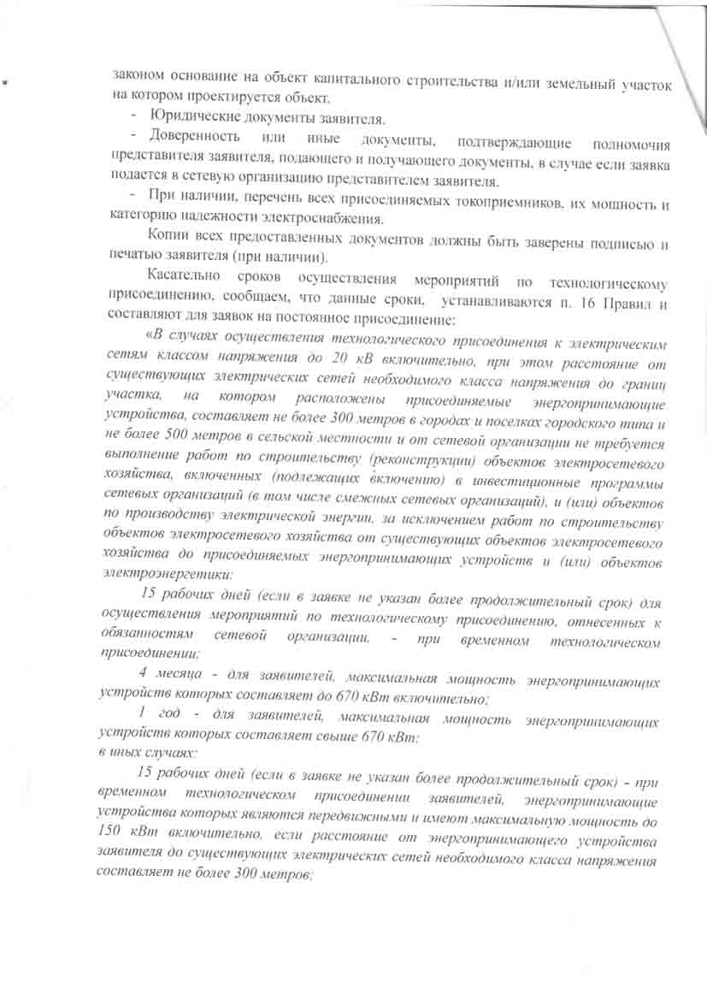 законом основание на объект капитального строительства и/или земельный участок
на котором проектируется объект.
- Юридические документы заявителя.
- Доверенность или иные документы, подтверждающие полномочия
представителя заявителя, подающего и получающего документы, в случае если заявка
подается в сетевую организацию представителем заявителя.
- При наличии, перечень всех присоединяемых токоприемников, их мощность и
категорию надежности электроснабжения.
Копии всех предоставленных документов должны быть заверены подписью и
печатью заявителя (при наличии).
Касательно сроков осуществления мероприятий по технологическому
присоединению, сообщаем, что данные сроки, устанавливаются п. 16 Правил и
составляют для заявок на постоянное присоединение:
«В случаях осуществления технологического присоединения к электрическим
сетям классом напряжения до 20 кВ включительно, при этом расстояние от
существующих электрических сетей необходимого класса напряжения до границ
участка, на котором расположены присоединяемые энергопринимающие
устройства, составляет не более 300 метров в городах и поселках городского типа и
не более 500 метров в сельской местности и от сетевой организации не требуется
выполнение работ по строительству (реконструкции) объектов электросетевого
хозяйства, включенных (подлежащих включению) в инвестиционные программы
сетевых организаций (в том числе смежных сетевых организаций), и (или) объектов
по производству электрической энергии, за исключением работ по строительству
объектов электросетевого хозяйства от существующих объектов электросетевого
хозяйства до присоединяемых энергопринимающих устройств и (или) объектов
электроэнергетики:
15 рабочих дней (если в заявке не указан более продолжительный срок) для
осуществления мероприятий по технологическому присоединению, отнесенных к
обязанностям сетевой организации, - при временном технологическом
присоединении;
4 месяца - для заявителей, максимальная мощность энергопринимающих
устройств которых составляет до 670 кВт включительно;
1 год - для заявителей, максимальная мощность энергопринимающих
устройств которых составляет свыше 670 кВт;
в иных случаях:
15 рабочих дней (если в заявке не указан более продолжительный срок) - при
временном технологическом присоединении заявителей, энергопринимающие
устройства которых являются передвижными и имеют максимальную мощность до
150 кВт включительно, если расстояние от энергопринимающего устройства
заявителя до существующих электрических сетей необходимого класса напряжения
составляет не более 300 метров;